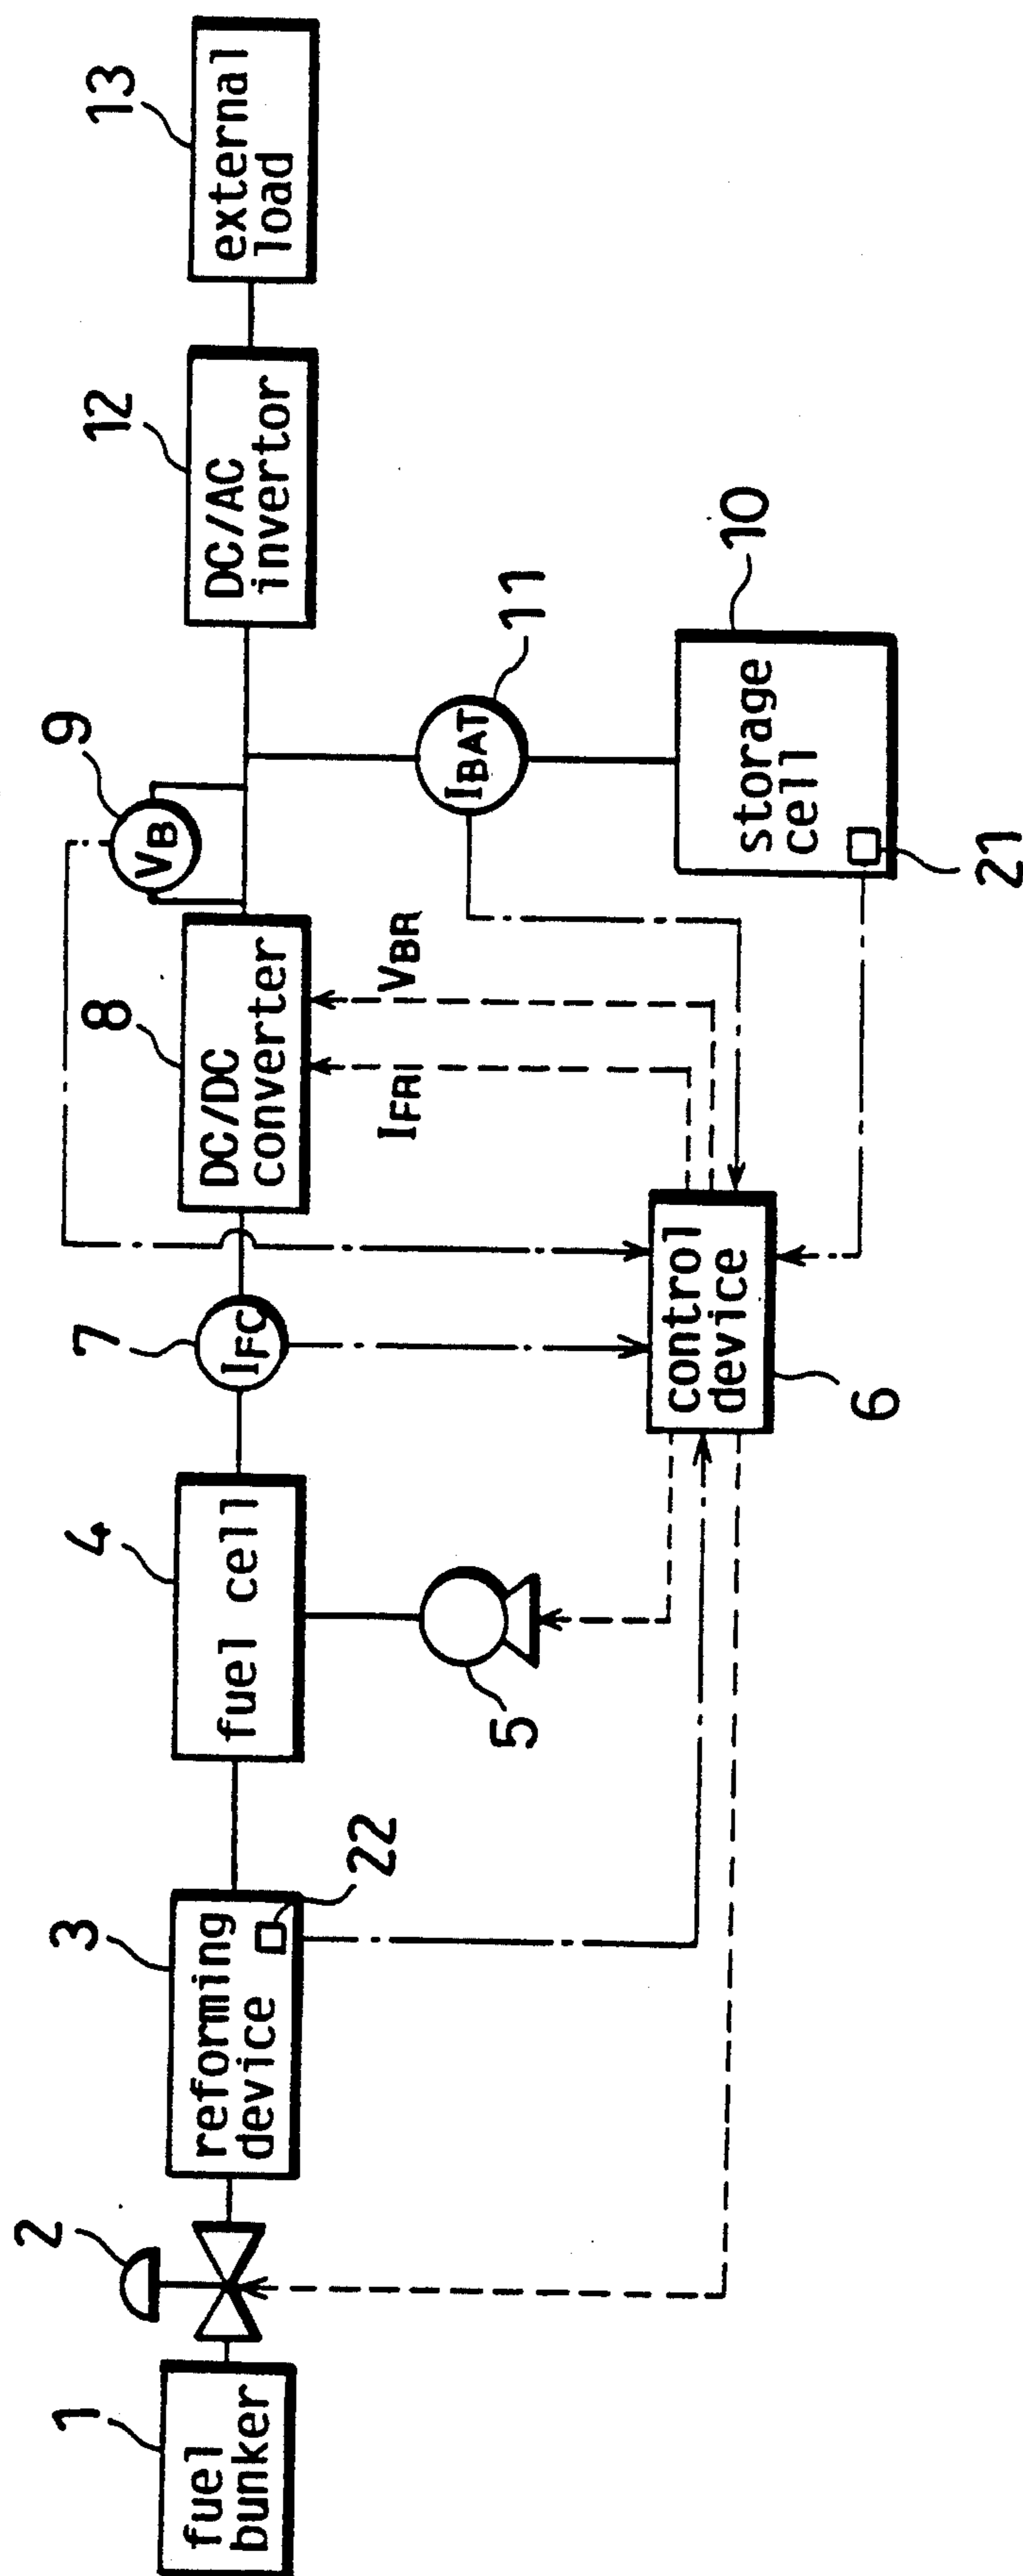 1
fuel
bunker
2
3
reforming
device
22
4
fuel cell
5
7
IFC
8
DC/DC
converter
9
VB
IFRI
VBR
control
device
6
12
DC/AC
invertor
13
external
load
11
IBAT
10
storage
cell
21